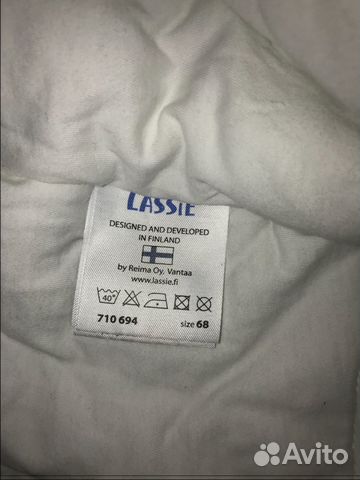 LASSIE
DESIGNED AND DEVELOPED
IN FINLAND
by Reima Oy, Vantaa
www.lassie.fi
40°
710 694 size 68
Avito